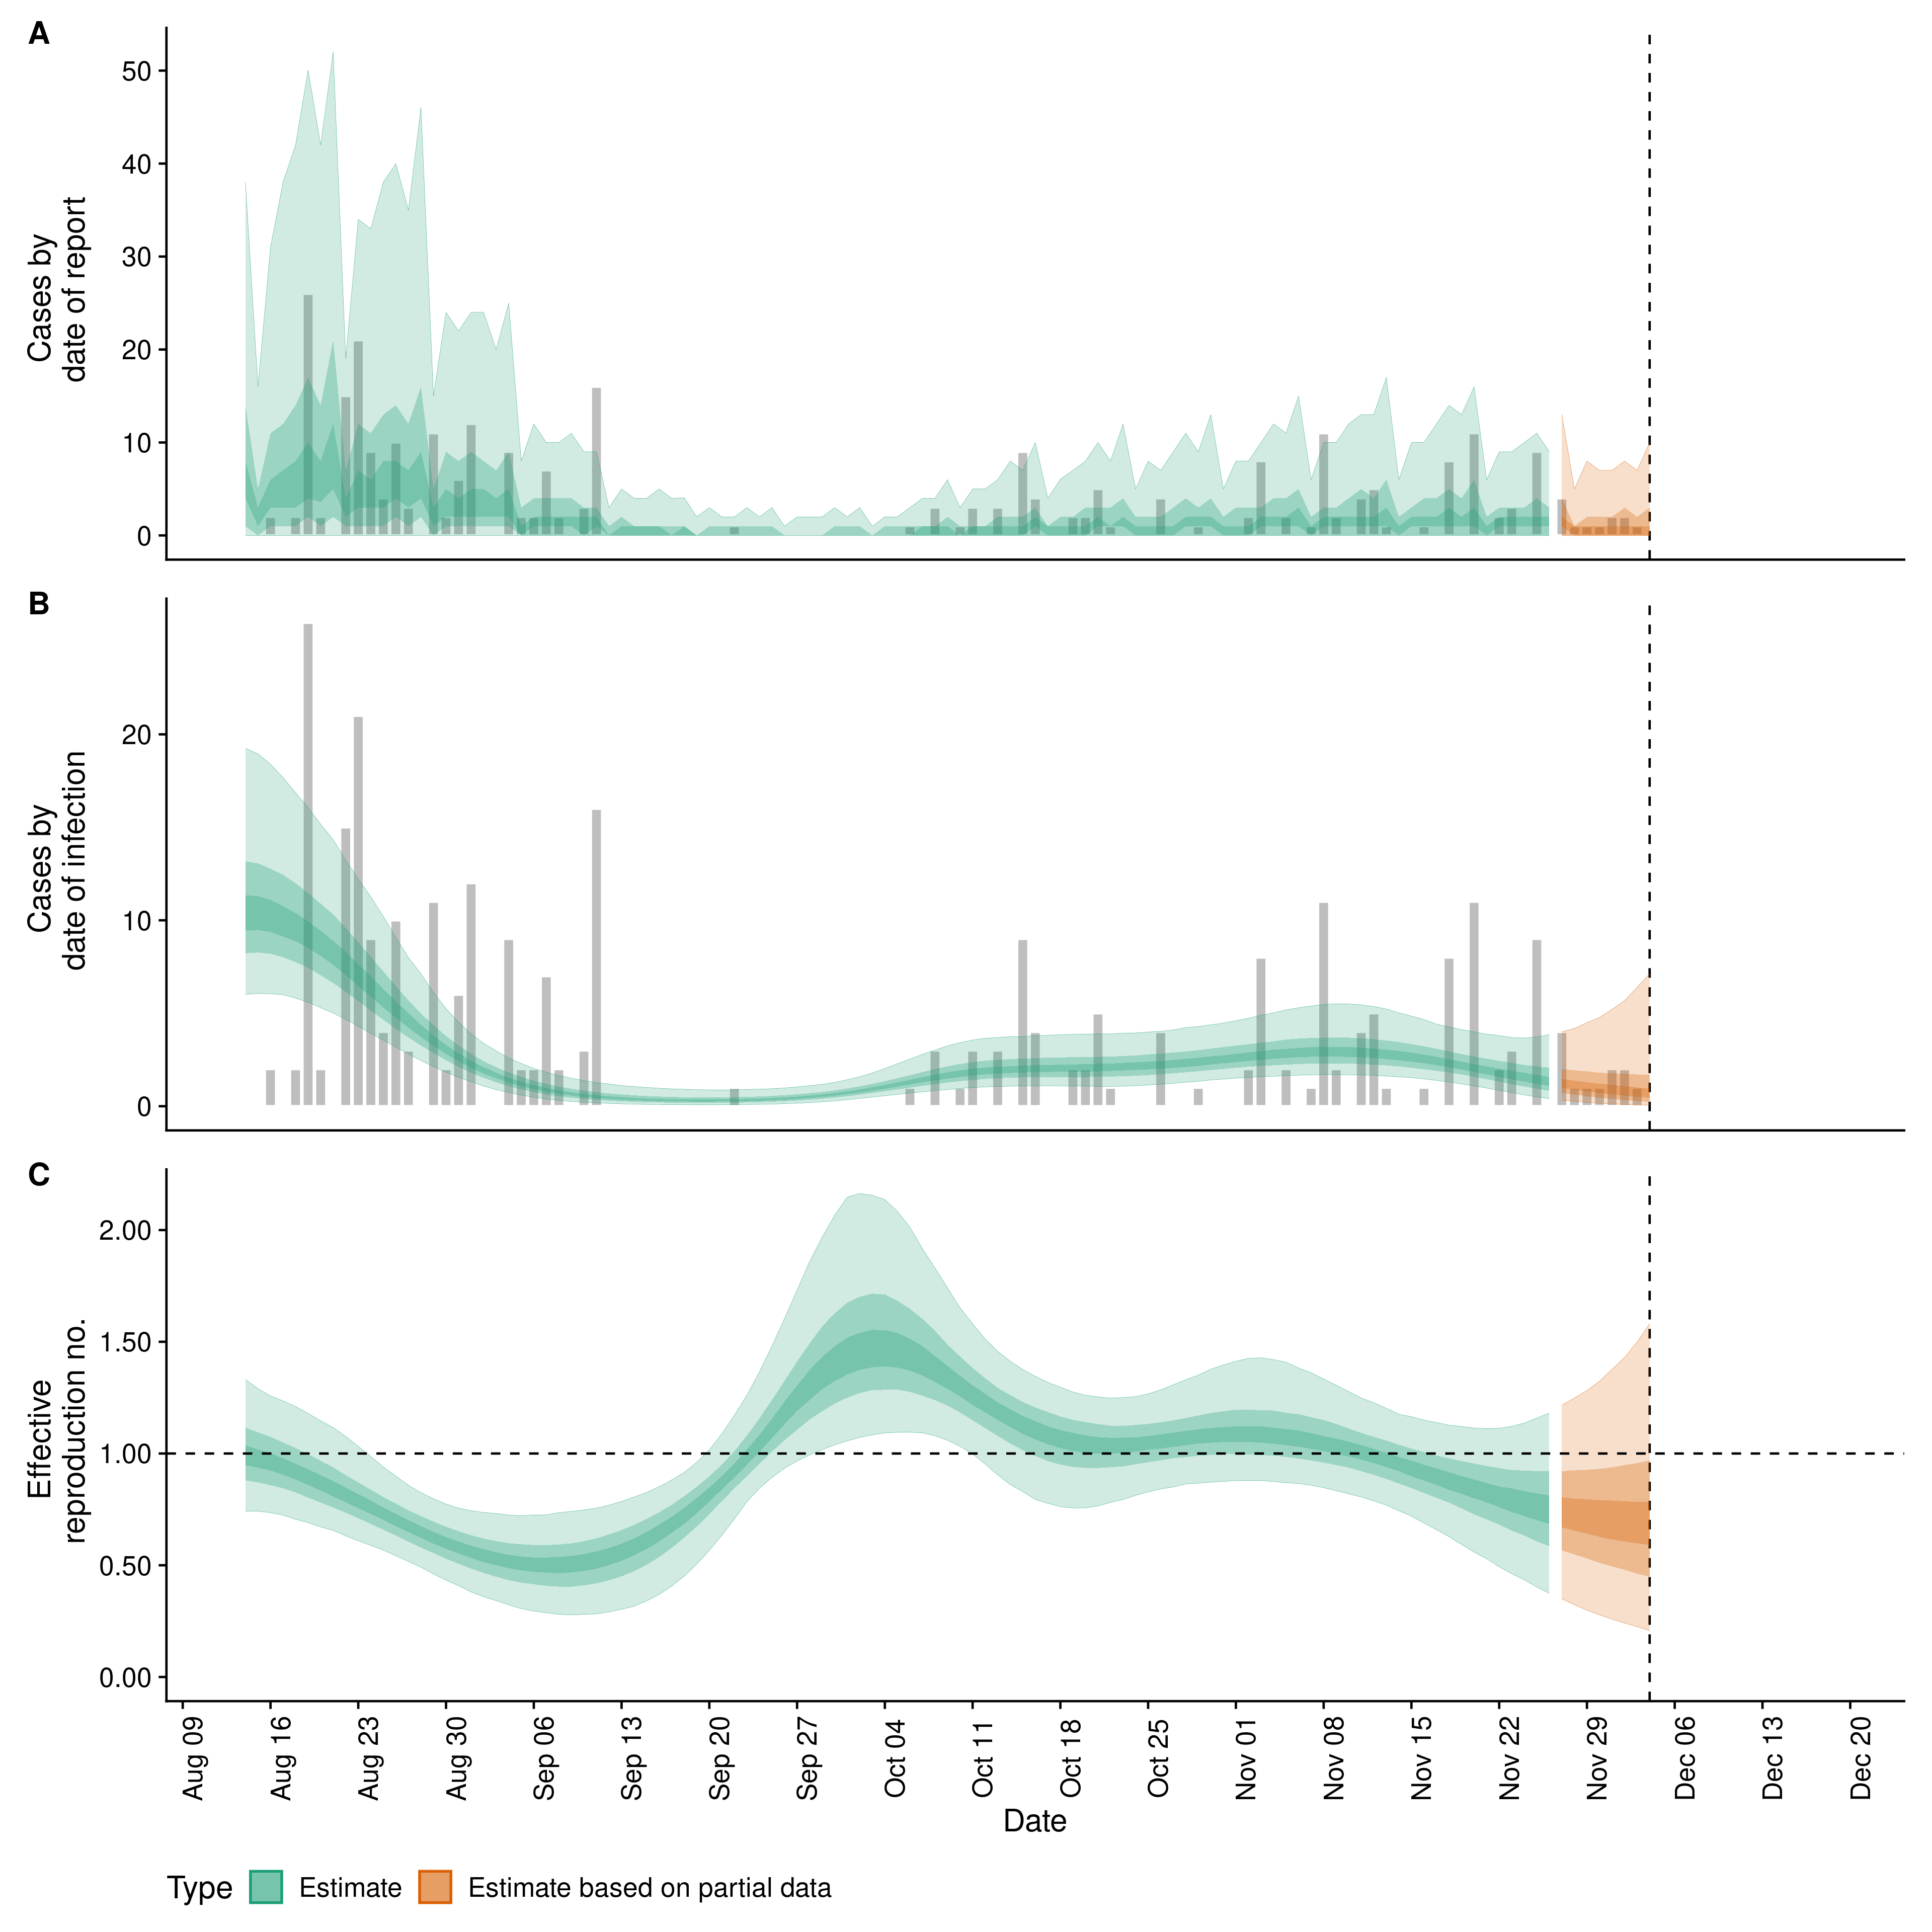 A
50
40
30
20
10
0
Cases by
date of report
B
20
10
0
Cases by
date of infection
C
2.00
1.50
1.00
0.50
0.00
Effective
reproduction no.
Aug 09
Aug 16
Aug 23
Aug 30
Sep 06
Sep 13
Sep 20
Sep 27
Oct 04
Oct 11
Oct 18
Oct 25
Nov 01
Nov 08
Nov 15
Nov 22
Nov 29
Dec 06
Dec 13
Dec 20
Date
Type Estimate Estimate based on partial data